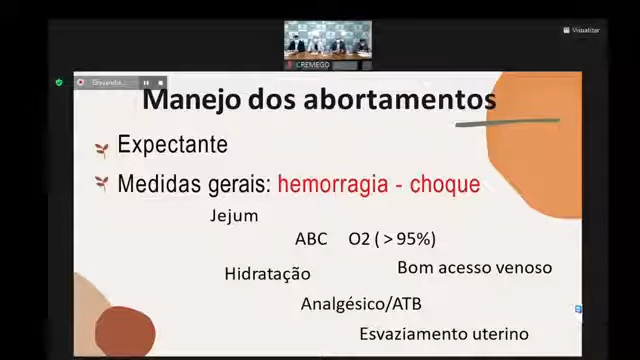 Visualizar
CREMEGO
Manejo dos abortamentos
Expectante
Medidas gerais: hemorragia - choque
Jejum
ABC O2 ( > 95%)
Hidratação
Bom acesso venoso
Analgésico/ATB
Esvaziamento uterino